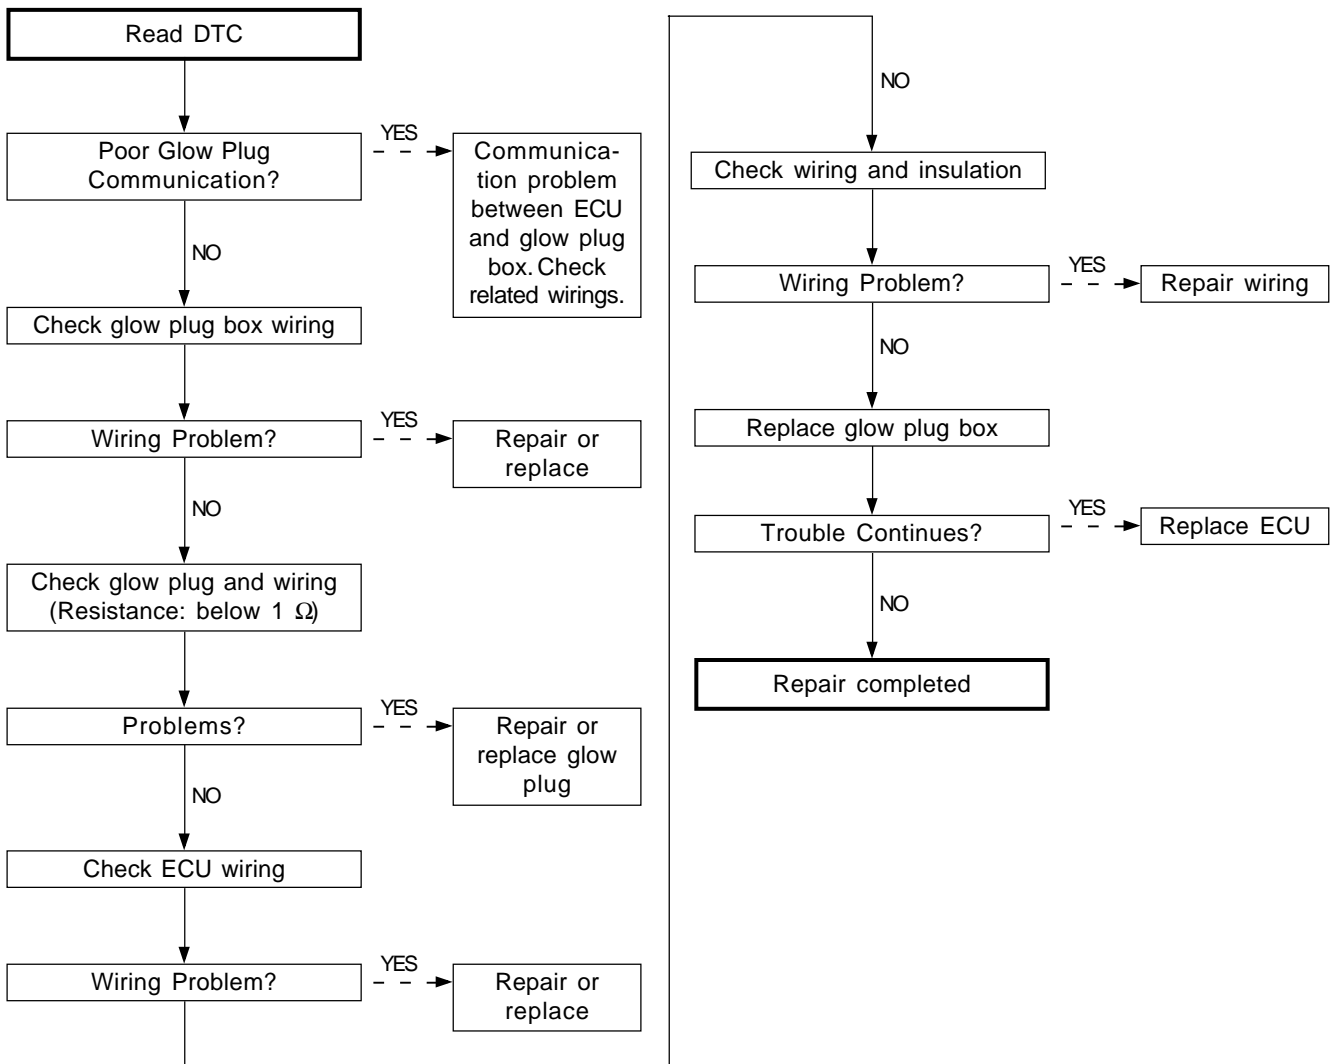 Read DTC
Poor Glow Plug
Communication?
YES
Communica-
tion problem
between ECU
and glow plug
box. Check
related wirings.
NO
Check glow plug box wiring
Wiring Problem?
YES
Repair or
replace
NO
Check glow plug and wiring
(Resistance: below 1 Ω)
Problems?
YES
Repair or
replace glow
plug
NO
Check ECU wiring
Wiring Problem?
YES
Repair or
replace
NO
Check wiring and insulation
Wiring Problem?
YES
Repair wiring
NO
Replace glow plug box
Trouble Continues?
YES
Replace ECU
NO
Repair completed